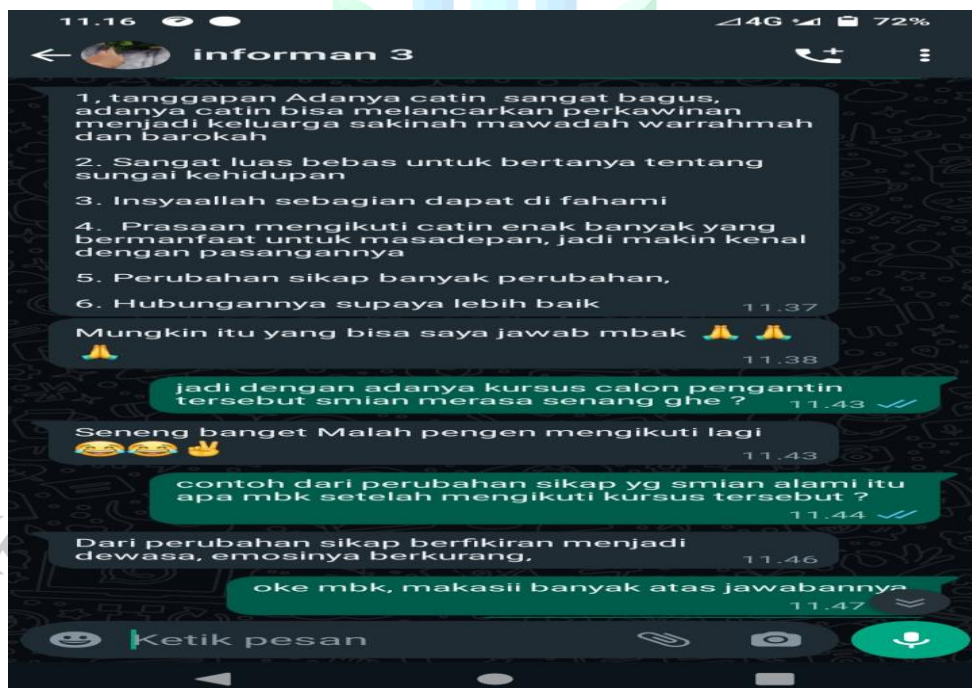 11.16 4G 72%
informan 3
1, tanggapan Adanya catin sangat bagus,
adanya catin bisa melancarkan perkawinan
menjadi keluarga sakinah mawadah warrahmah
dan barokah
2. Sangat luas bebas untuk bertanya tentang
sungai kehidupan
3. Insyaallah sebagian dapat di fahami
4. Prasaan mengikuti catin enak banyak yang
bermanfaat untuk masadepan, jadi makin kenal
dengan pasangannya
5. Perubahan sikap banyak perubahan,
6. Hubungannya supaya lebih baik 11.37
Mungkin itu yang bisa saya jawab mbak 🙏 🙏
🙏 11.38
jadi dengan adanya kursus calon pengantin
tersebut smian merasa senang ghe ? 11.43
Seneng banget Malah pengen mengikuti lagi
😂😂✌ 11.43
contoh dari perubahan sikap yg smian alami itu
apa mbk setelah mengikuti kursus tersebut ?
11.44
Dari perubahan sikap berfikiran menjadi
dewasa, emosinya berkurang, 11.46
oke mbk, makasii banyak atas jawabannya
11.47
Ketik pesan